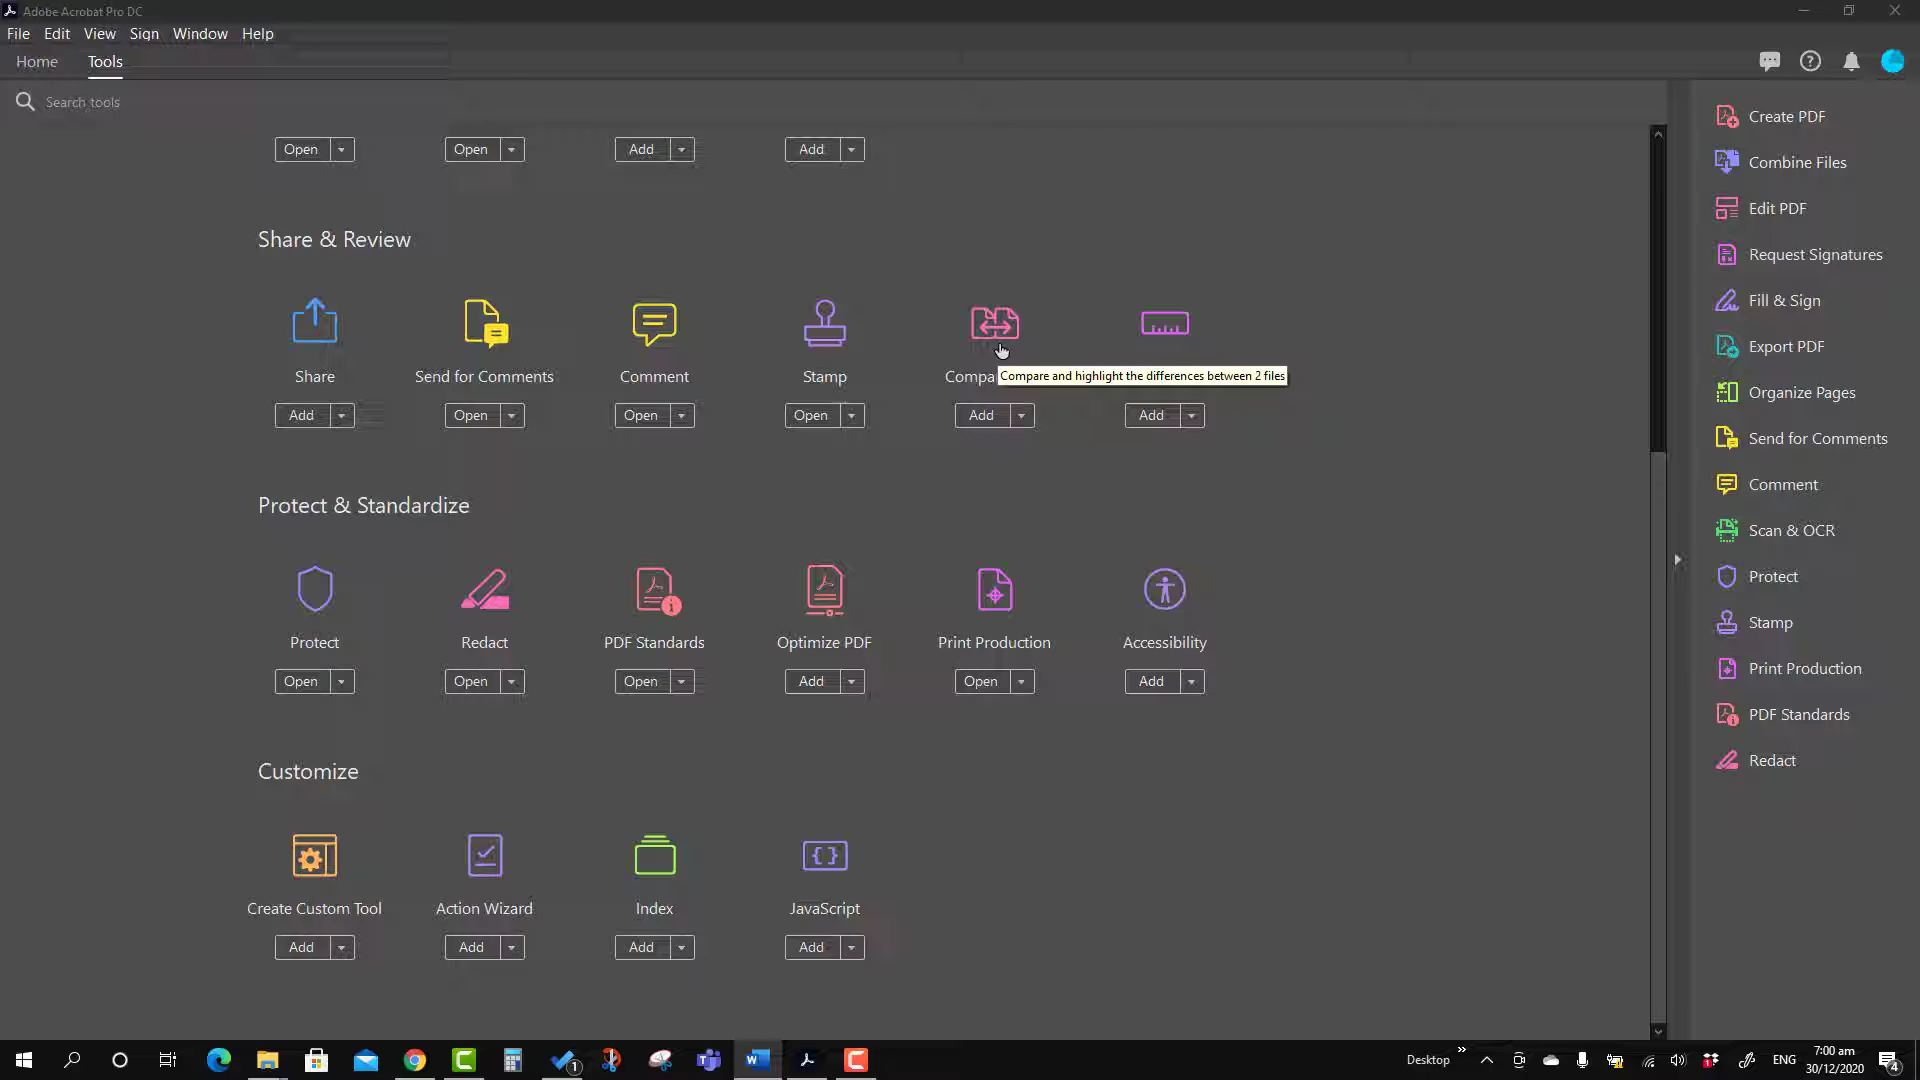 Adobe Acrobat Pro DC
File Edit View Sign Window Help
Home Tools
Search tools
Open Open Add Add
Share & Review
Share Send for Comments Comment Stamp Compa
Compare and highlight the differences between 2 files
Add Open Open Open Add Add
Protect & Standardize
Protect Redact PDF Standards Optimize PDF Print Production Accessibility
Open Open Open Add Open Add
Customize
Create Custom Tool Action Wizard Index JavaScript
Add Add Add Add
Create PDF
Combine Files
Edit PDF
Request Signatures
Fill & Sign
Export PDF
Organize Pages
Send for Comments
Comment
Scan & OCR
Protect
Stamp
Print Production
PDF Standards
Redact
1
Desktop
ENG
7:00 am
30/12/2020
4